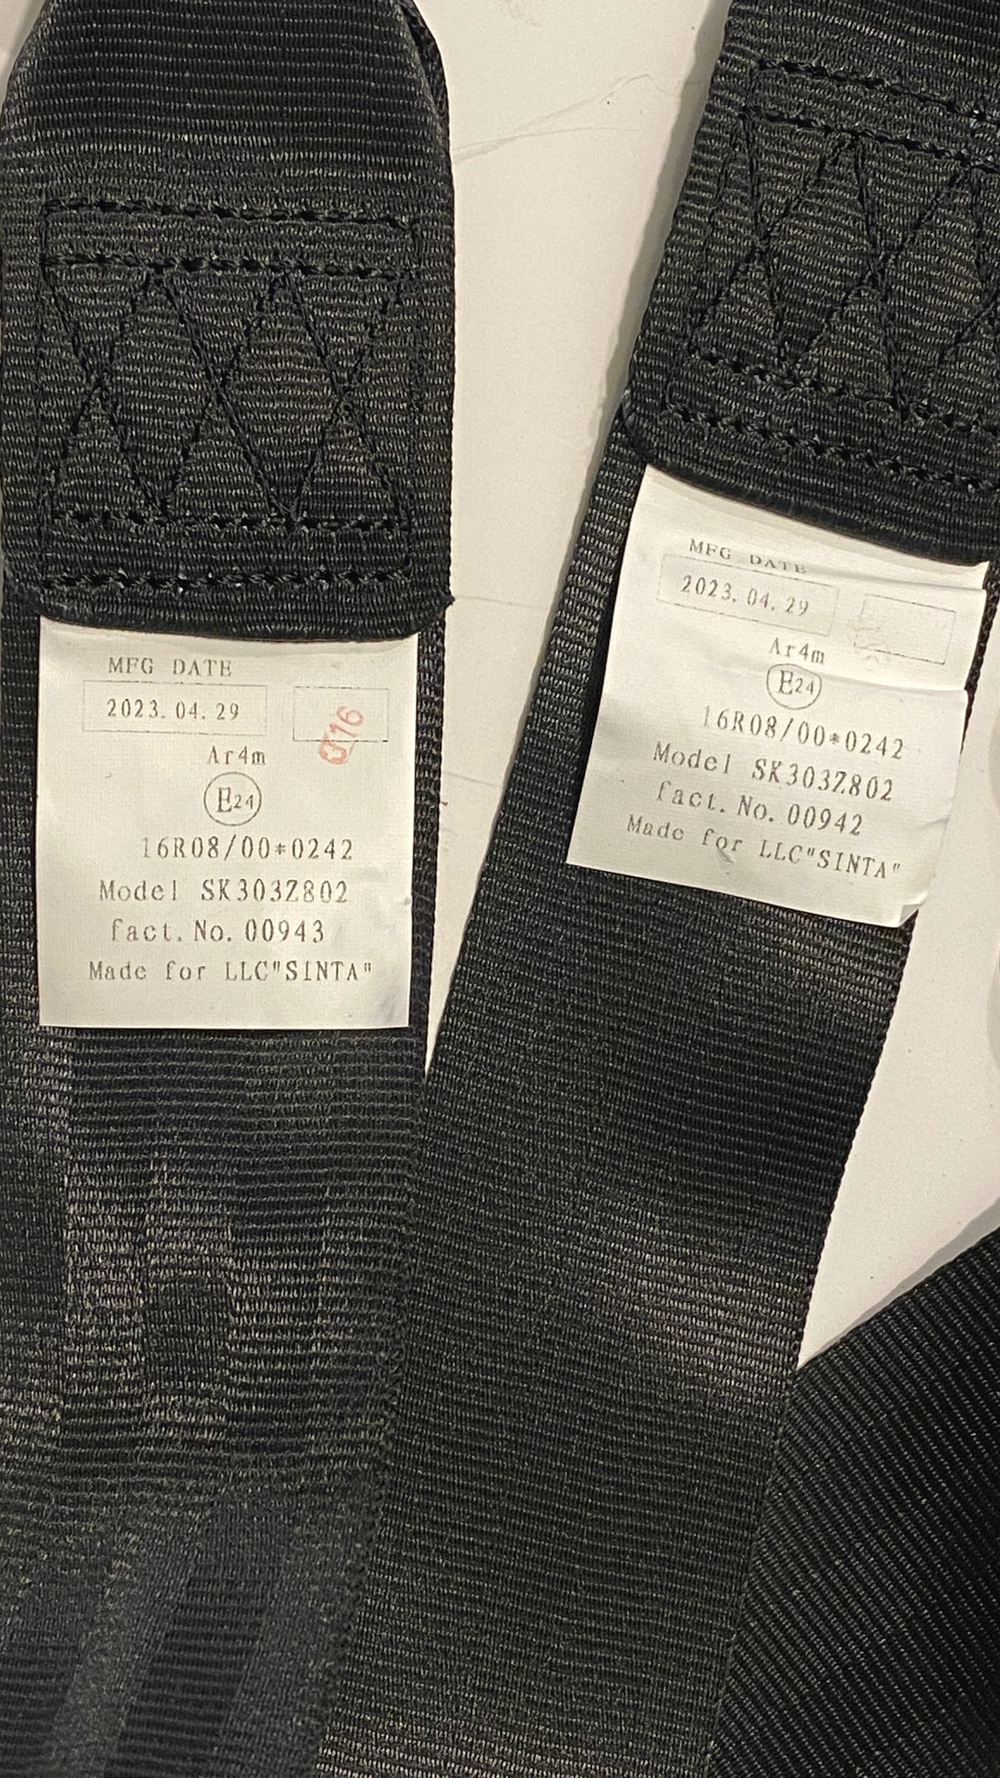 MFG DATE
2023.04.29
Ar4m
E24
16R08/00*0242
Model SK303Z802
fact.No.00943
Made for LLC"SINTA"
MFG DATE
2023.04.29
Ar4m
E24
16R08/00*0242
Model SK303Z802
fact.No.00942
Made for LLC"SINTA"